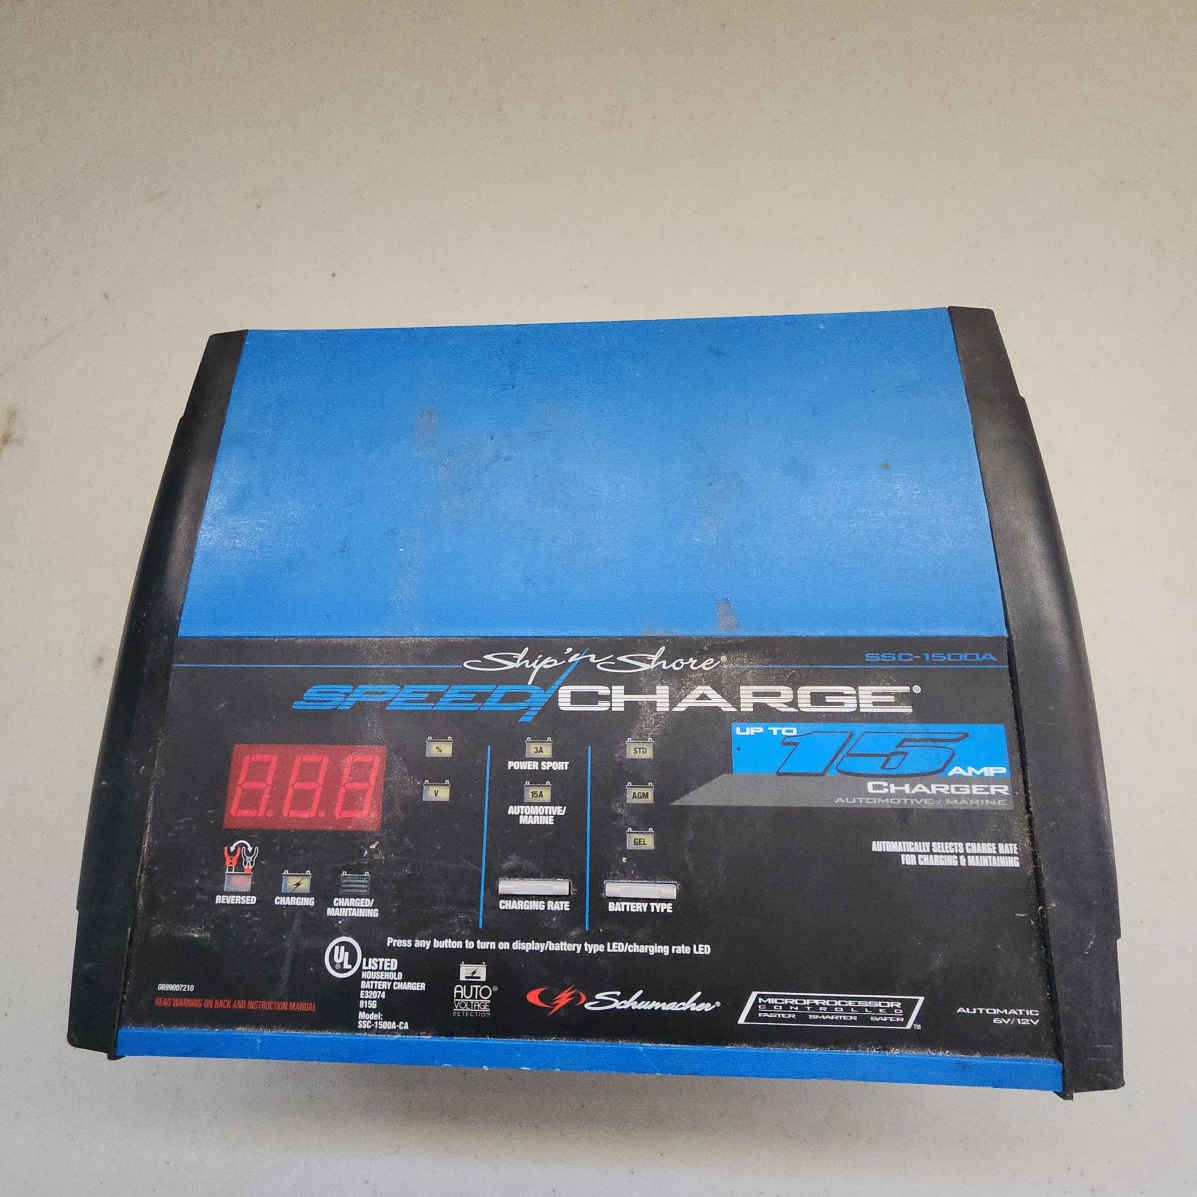 Ship'n Shore®
SSC-1500A
SPEED CHARGE®
UP TO 15 AMP
CHARGER
AUTOMOTIVE/MARINE
AUTOMATICALLY SELECTS CHARGE RATE
FOR CHARGING & MAINTAINING
8.8.8.
%
V
3A
POWER SPORT
15A
AUTOMOTIVE/
MARINE
STD
AGM
GEL
REVERSED
CHARGING
CHARGED/
MAINTAINING
CHARGING RATE
BATTERY TYPE
Press any button to turn on display/battery type LED/charging rate LED
UL
LISTED
HOUSEHOLD
BATTERY CHARGER
E32074
815G
Model:
SSC-1500A-CA
0899007210
READ WARNING ON BACK AND INSTRUCTION MANUAL
AUTO®
VOLTAGE
DETECTION
Schumacher®
MICROPROCESSOR
CONTROLLED
FASTER SMARTER SAFER
TM
AUTOMATIC
6V/12V